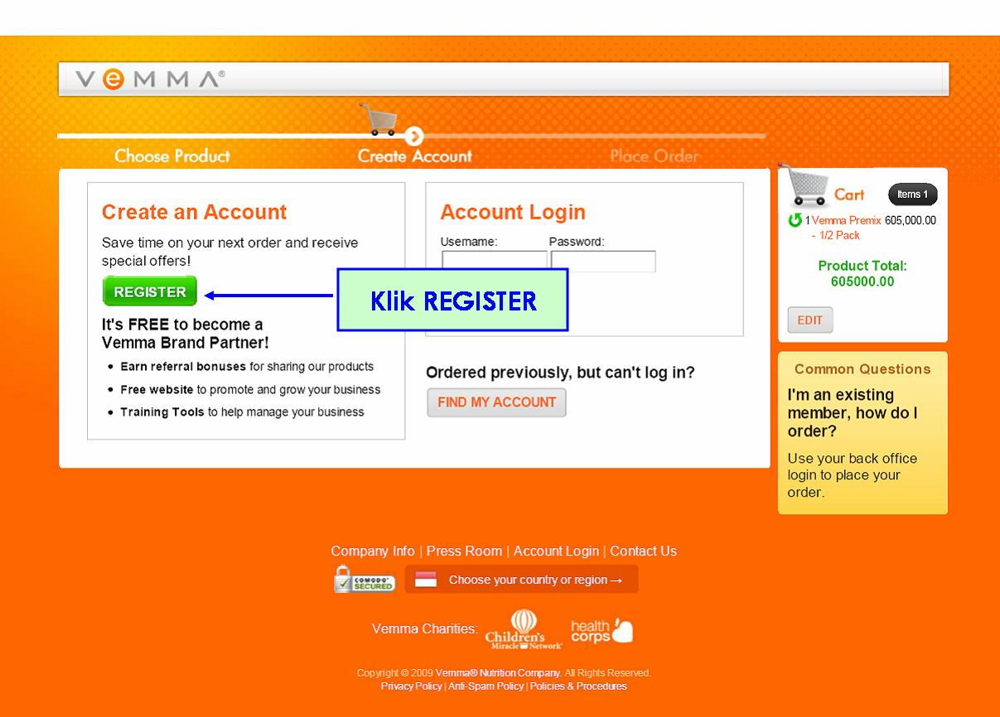 VEMMA®
Choose Product
Create Account
Place Order
Create an Account
Save time on your next order and receive
special offers!
REGISTER
It's FREE to become a
Vemma Brand Partner!
• Earn referral bonuses for sharing our products
• Free website to promote and grow your business
• Training Tools to help manage your business
Account Login
Username: Password:
Klik REGISTER
Ordered previously, but can't log in?
FIND MY ACCOUNT
Cart
Items 1
1 Vemma Premix 605,000.00
- 1/2 Pack
Product Total:
605000.00
EDIT
Common Questions
I'm an existing
member, how do I
order?
Use your back office
login to place your
order.
Company Info | Press Room | Account Login | Contact Us
COMODO
SECURED
Choose your country or region →
Vemma Charities:
Children's
Miracle Network
health
corps
Copyright © 2009 Vemma® Nutrition Company. All Rights Reserved.
Privacy Policy | Anti-Spam Policy | Policies & Procedures